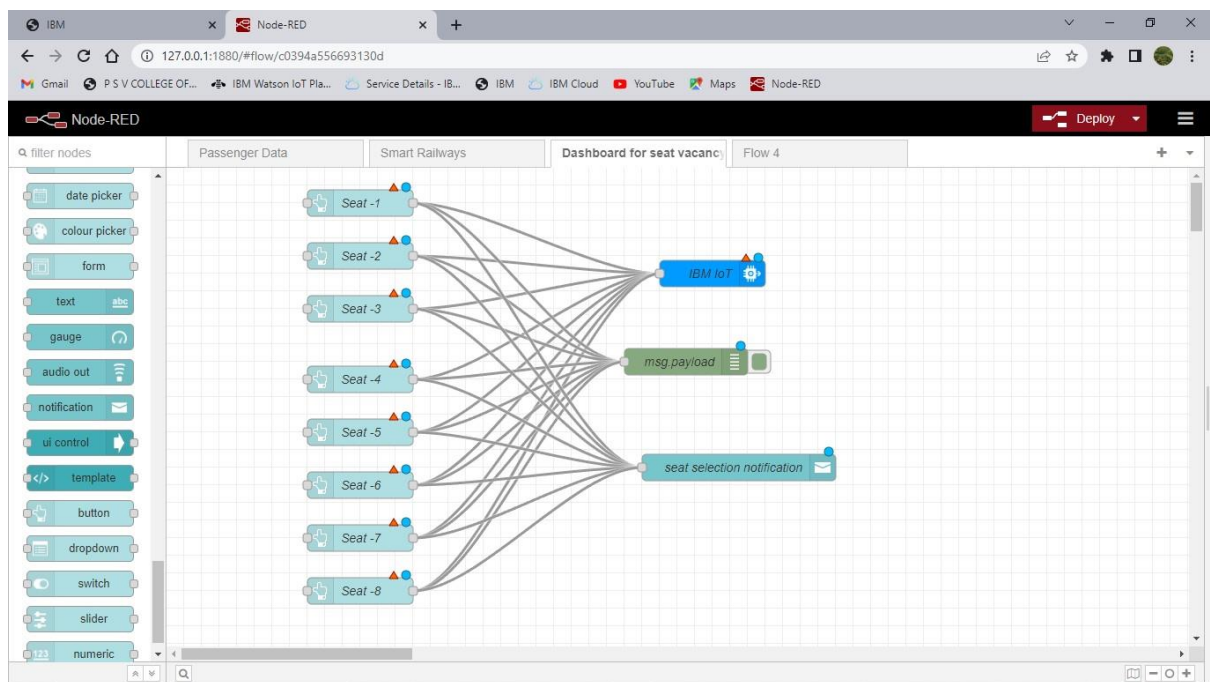 IBM
Node-RED
127.0.0.1:1880/#flow/c0394a556693130d
Gmail P S V COLLEGE OF... IBM Watson IoT Pla... Service Details - IB... IBM IBM Cloud YouTube Maps Node-RED
Node-RED Deploy
filter nodes Passenger Data Smart Railways Dashboard for seat vacancy Flow 4
date picker
colour picker
form
text abc
gauge
audio out
notification
ui control
</> template
button
dropdown
switch
slider
123 numeric
Seat -1
Seat -2
Seat -3
Seat -4
Seat -5
Seat -6
Seat -7
Seat -8
IBM IoT
msg.payload
seat selection notification